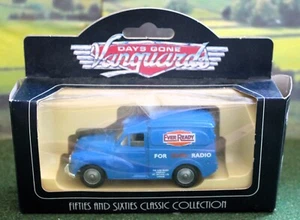 DAYS GONE
Vanguards
EVER READY
FOR RADIO
FIFTIES AND SIXTIES CLASSIC COLLECTION